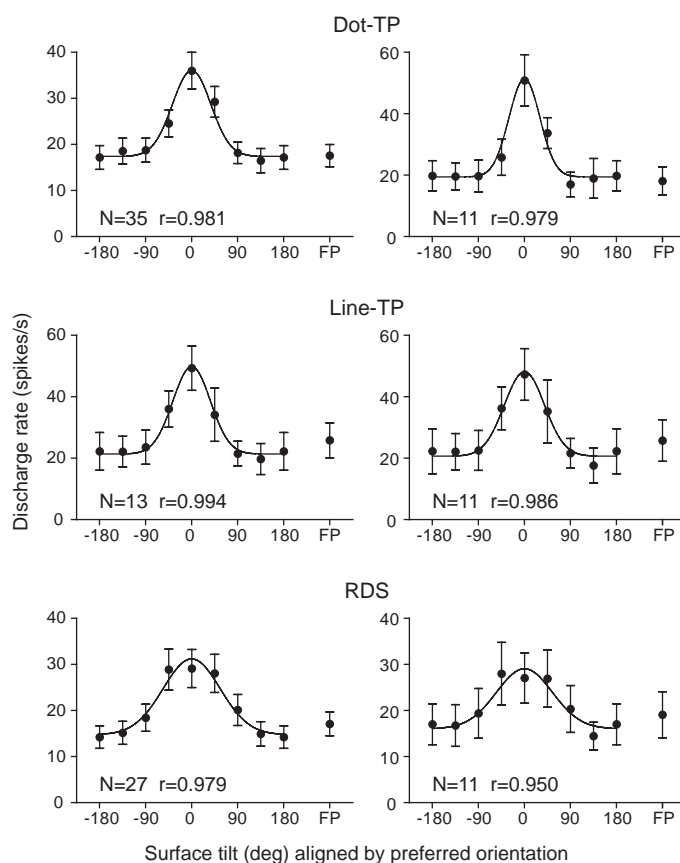 Dot-TP
40
30
20
10
0
N=35 r=0.981
-180 -90 0 90 180 FP
60
40
20
0
N=11 r=0.979
-180 -90 0 90 180 FP
Line-TP
60
40
20
0
N=13 r=0.994
-180 -90 0 90 180 FP
60
40
20
0
N=11 r=0.986
-180 -90 0 90 180 FP
Discharge rate (spikes/s)
RDS
40
30
20
10
0
N=27 r=0.979
-180 -90 0 90 180 FP
40
30
20
10
0
N=11 r=0.950
-180 -90 0 90 180 FP
Surface tilt (deg) aligned by preferred orientation